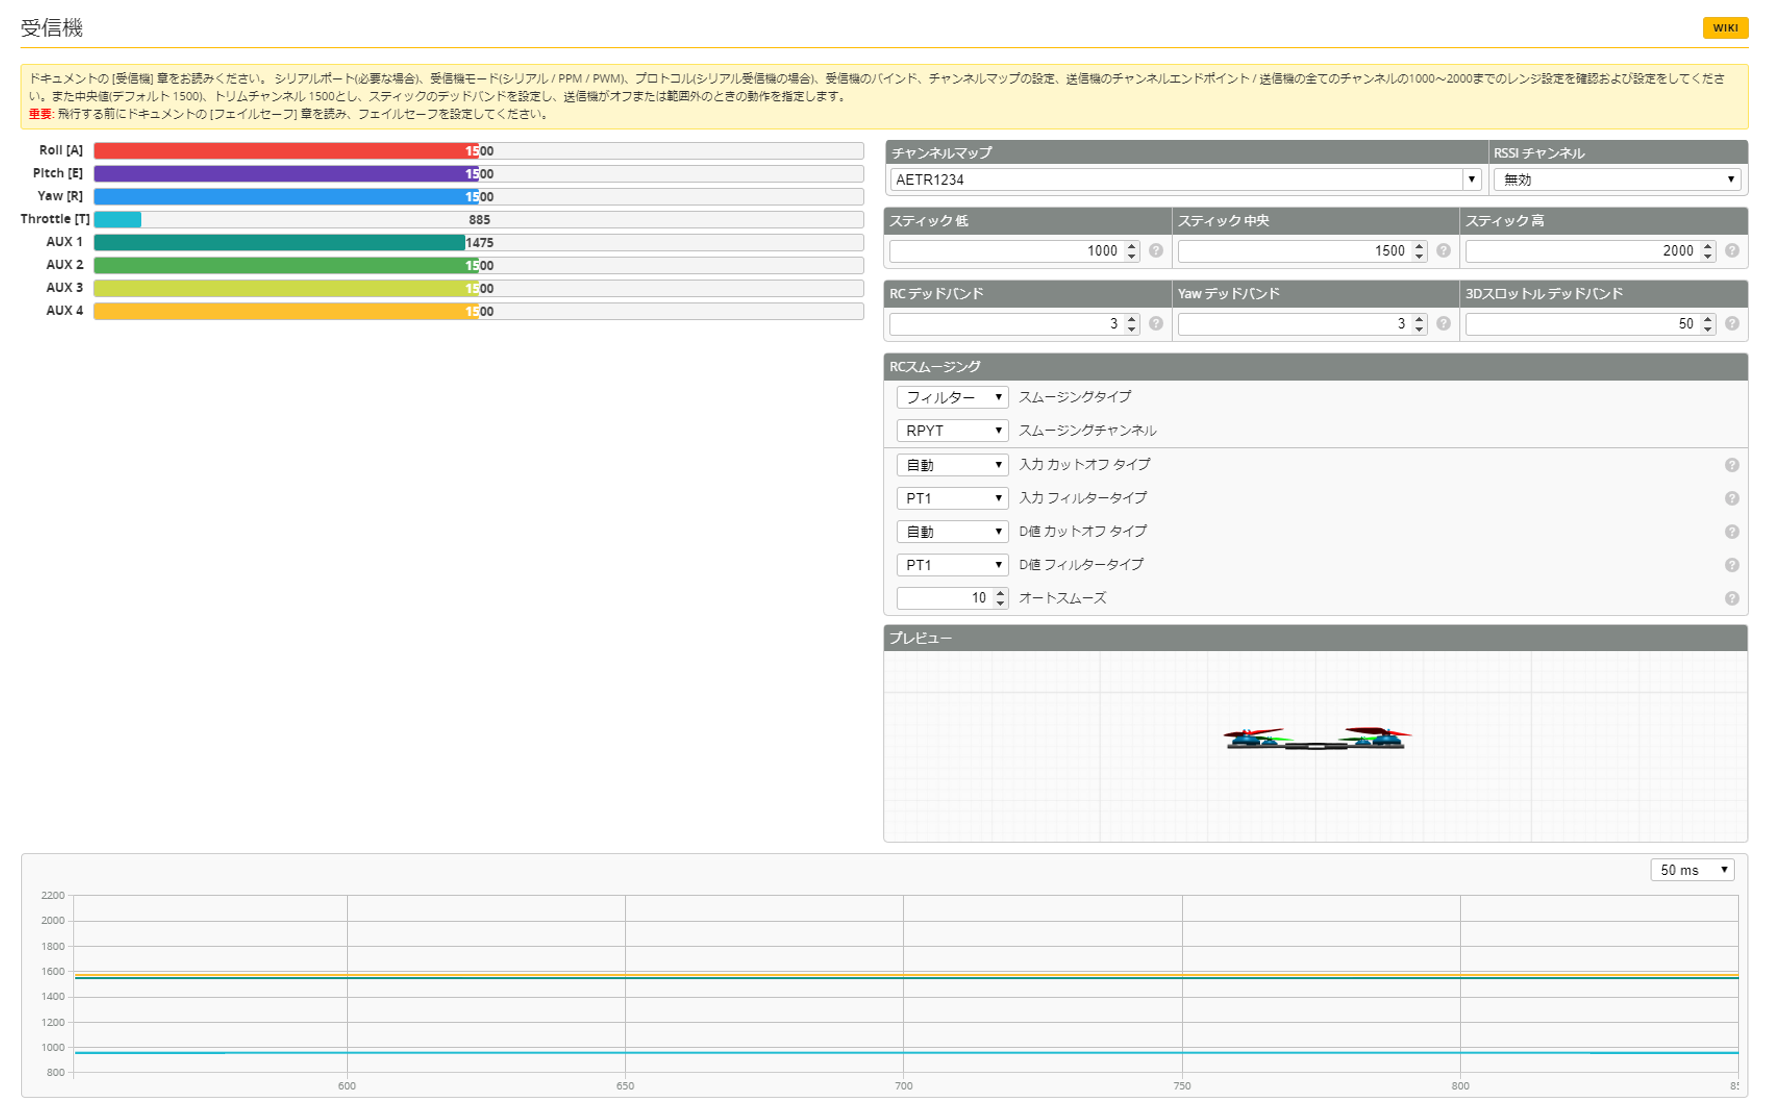 受信機
WIKI
ドキュメントの [受信機] 章をお読みください。 シリアルポート(必要な場合)、受信機モード(シリアル / PPM / PWM)、プロトコル(シリアル受信機の場合)、受信機のバインド、チャンネルマップの設定、送信機のチャンネルエンドポイント / 送信機の全てのチャンネルの1000～2000までのレンジ設定を確認および設定をしてくださ
い。また中央値(デフォルト 1500)、トリムチャンネル 1500とし、スティックのデッドバンドを設定し、送信機がオフまたは範囲外のときの動作を指定します。
重要: 飛行する前にドキュメントの [フェイルセーフ] 章を読み、フェイルセーフを設定してください。
Roll [A] 1500
Pitch [E] 1500
Yaw [R] 1500
Throttle [T] 885
AUX 1 1475
AUX 2 1500
AUX 3 1500
AUX 4 1500
チャンネルマップ RSSI チャンネル
AETR1234 無効
スティック 低 スティック 中央 スティック 高
1000 1500 2000
RC デッドバンド Yaw デッドバンド 3Dスロットル デッドバンド
3 3 50
RCスムージング
フィルター スムージングタイプ
RPYT スムージングチャンネル
自動 入力 カットオフ タイプ
PT1 入力 フィルタータイプ
自動 D値 カットオフ タイプ
PT1 D値 フィルタータイプ
10 オートスムーズ
プレビュー
50 ms
2200
2000
1800
1600
1400
1200
1000
800
600 650 700 750 800